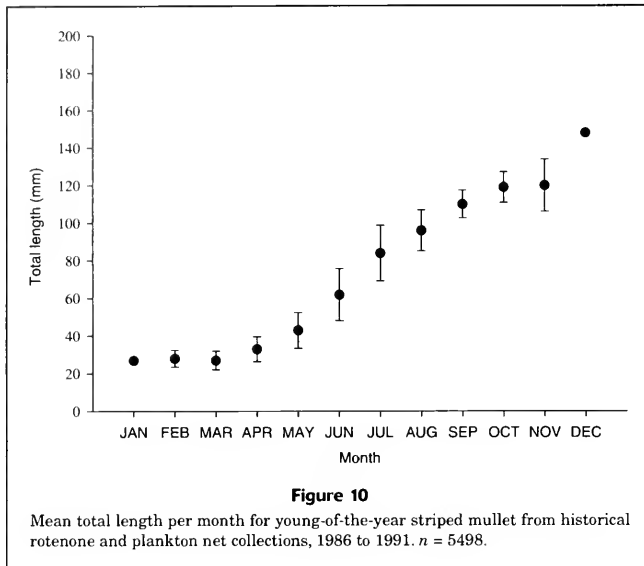 200
180
160
140
120
100
80
60
40
20
0
Total length (mm)
JAN FEB MAR APR MAY JUN JUL AUG SEP OCT NOV DEC
Month
Figure 10
Mean total length per month for young-of-the-year striped mullet from historical
rotenone and plankton net collections, 1986 to 1991. n = 5498.